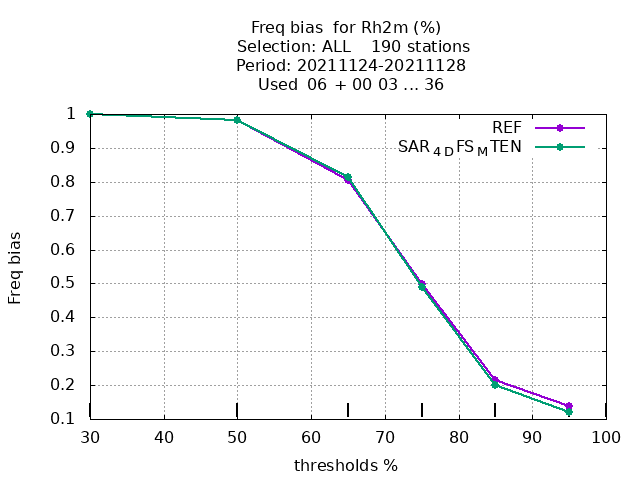 Freq bias for Rh2m (%)
Selection: ALL 190 stations
Period: 20211124-20211128
Used 06 + 00 03 ... 36
REF
SAR4DFSMTEN
1
0.9
0.8
0.7
0.6
0.5
0.4
0.3
0.2
0.1
Freq bias
30 40 50 60 70 80 90 100
thresholds %